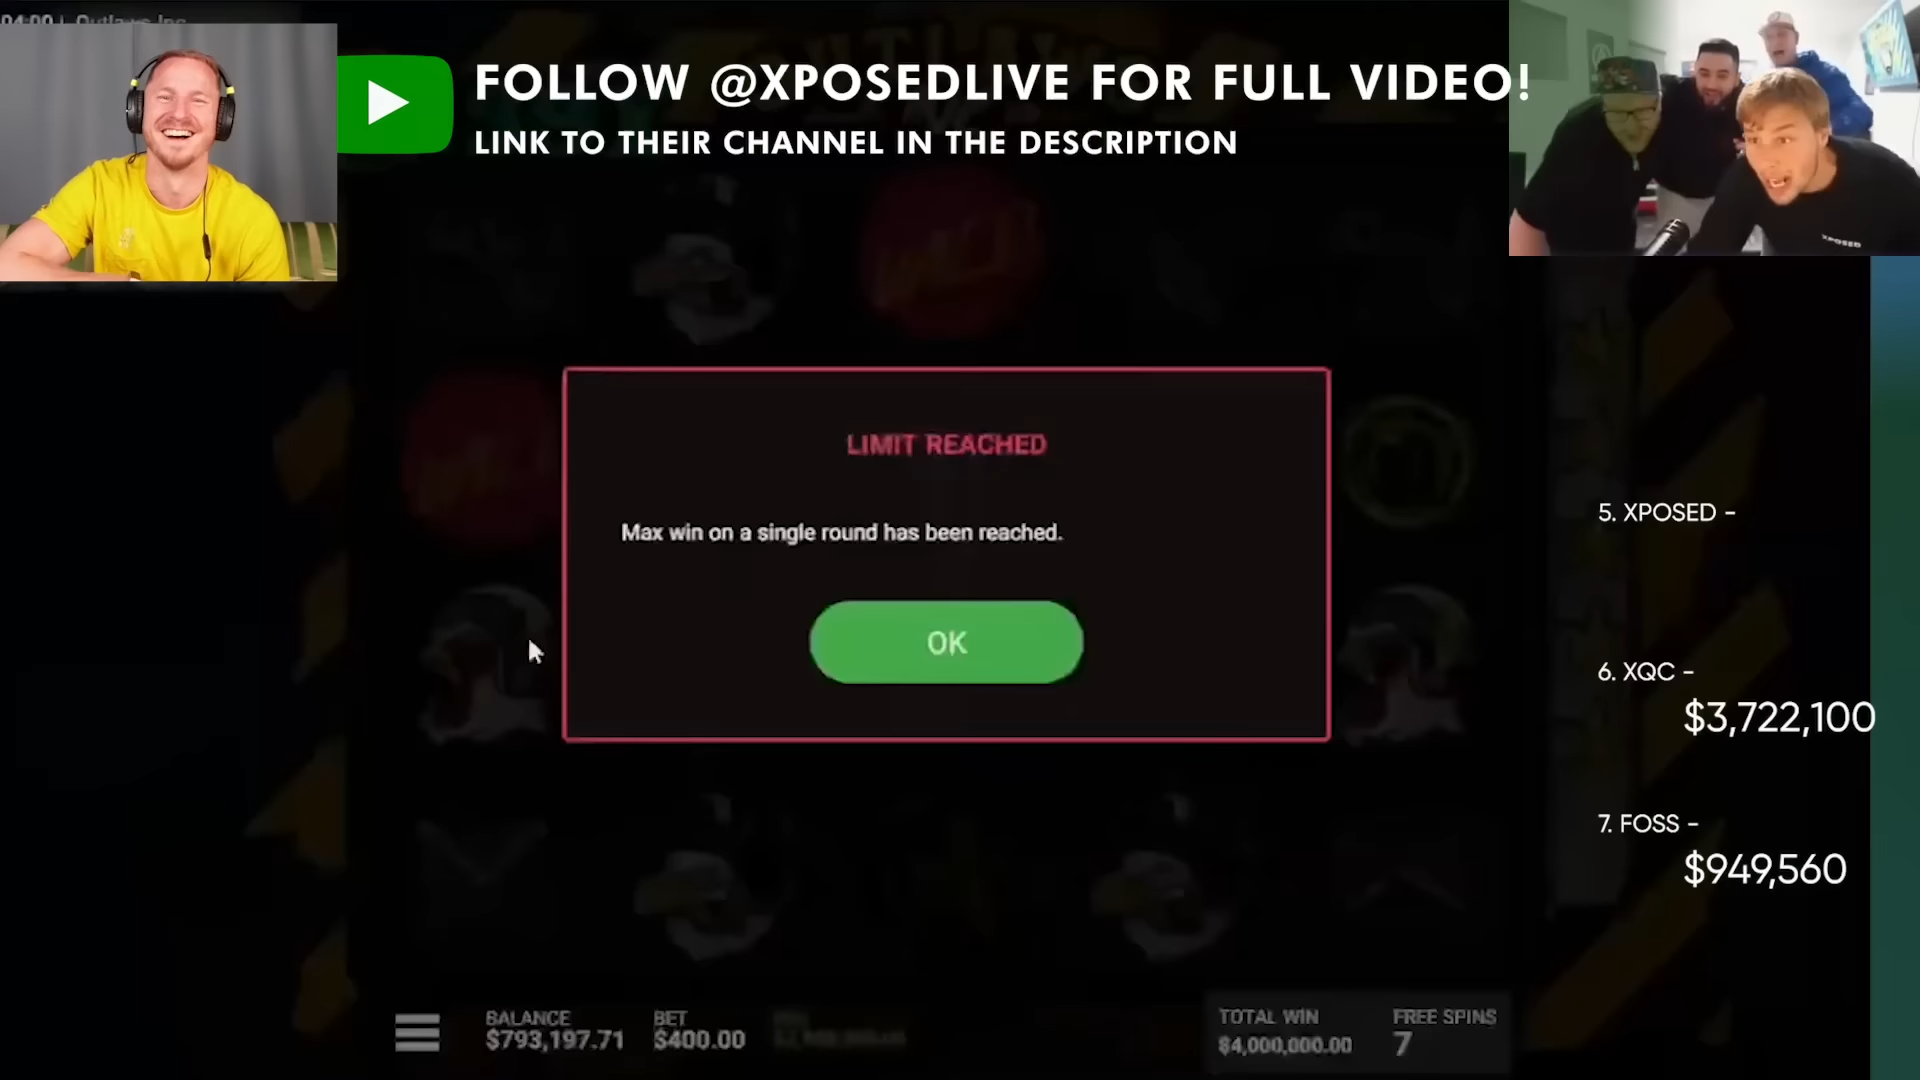 FOLLOW @XPOSEDLIVE FOR FULL VIDEO!
LINK TO THEIR CHANNEL IN THE DESCRIPTION
XPOSED
LIMIT REACHED
Max win on a single round has been reached.
OK
5. XPOSED -
6. XQC -
$3,722,100
7. FOSS -
$949,560
BALANCE
$793,197.71
BET
$400.00
TOTAL WIN
$4,000,000.00
FREE SPINS
7